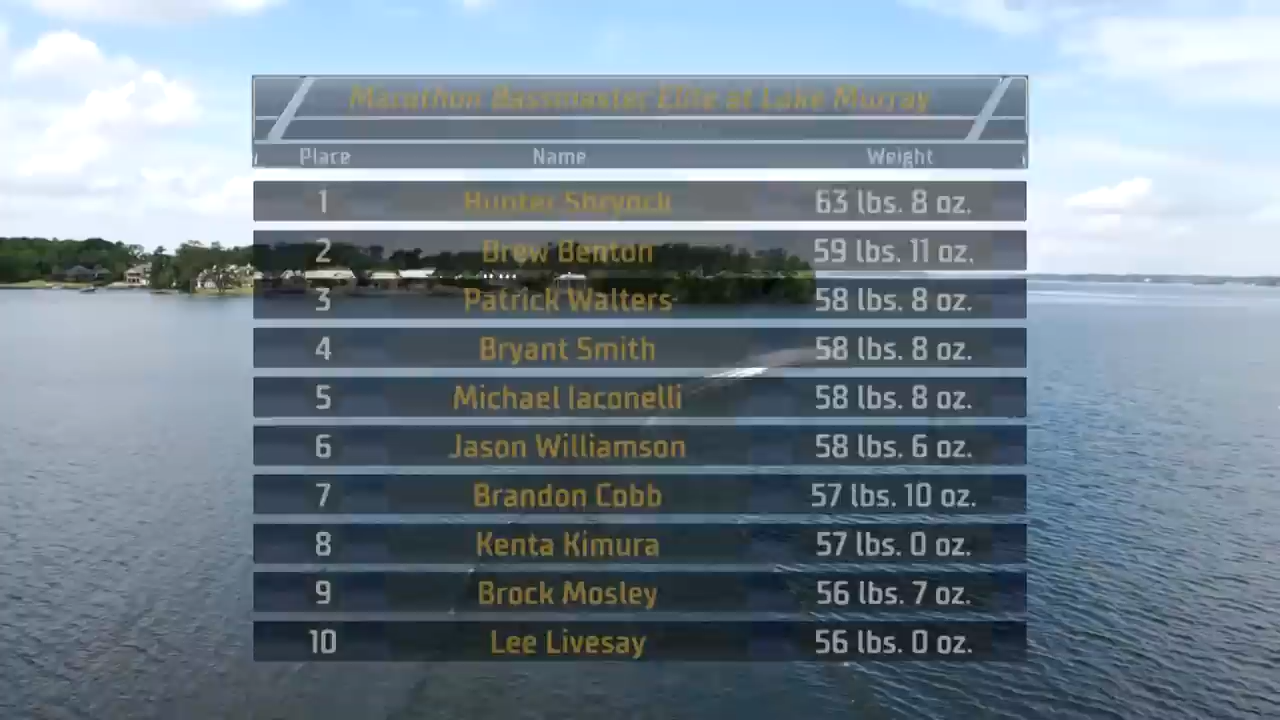 Marathon Bassmaster Elite at Lake Murray
Place Name Weight
1 Hunter Shryock 63 lbs. 8 oz.
2 Drew Benton 59 lbs. 11 oz.
3 Patrick Walters 58 lbs. 8 oz.
4 Bryant Smith 58 lbs. 8 oz.
5 Michael Iaconelli 58 lbs. 8 oz.
6 Jason Williamson 58 lbs. 6 oz.
7 Brandon Cobb 57 lbs. 10 oz.
8 Kenta Kimura 57 lbs. 0 oz.
9 Brock Mosley 56 lbs. 7 oz.
10 Lee Livesay 56 lbs. 0 oz.